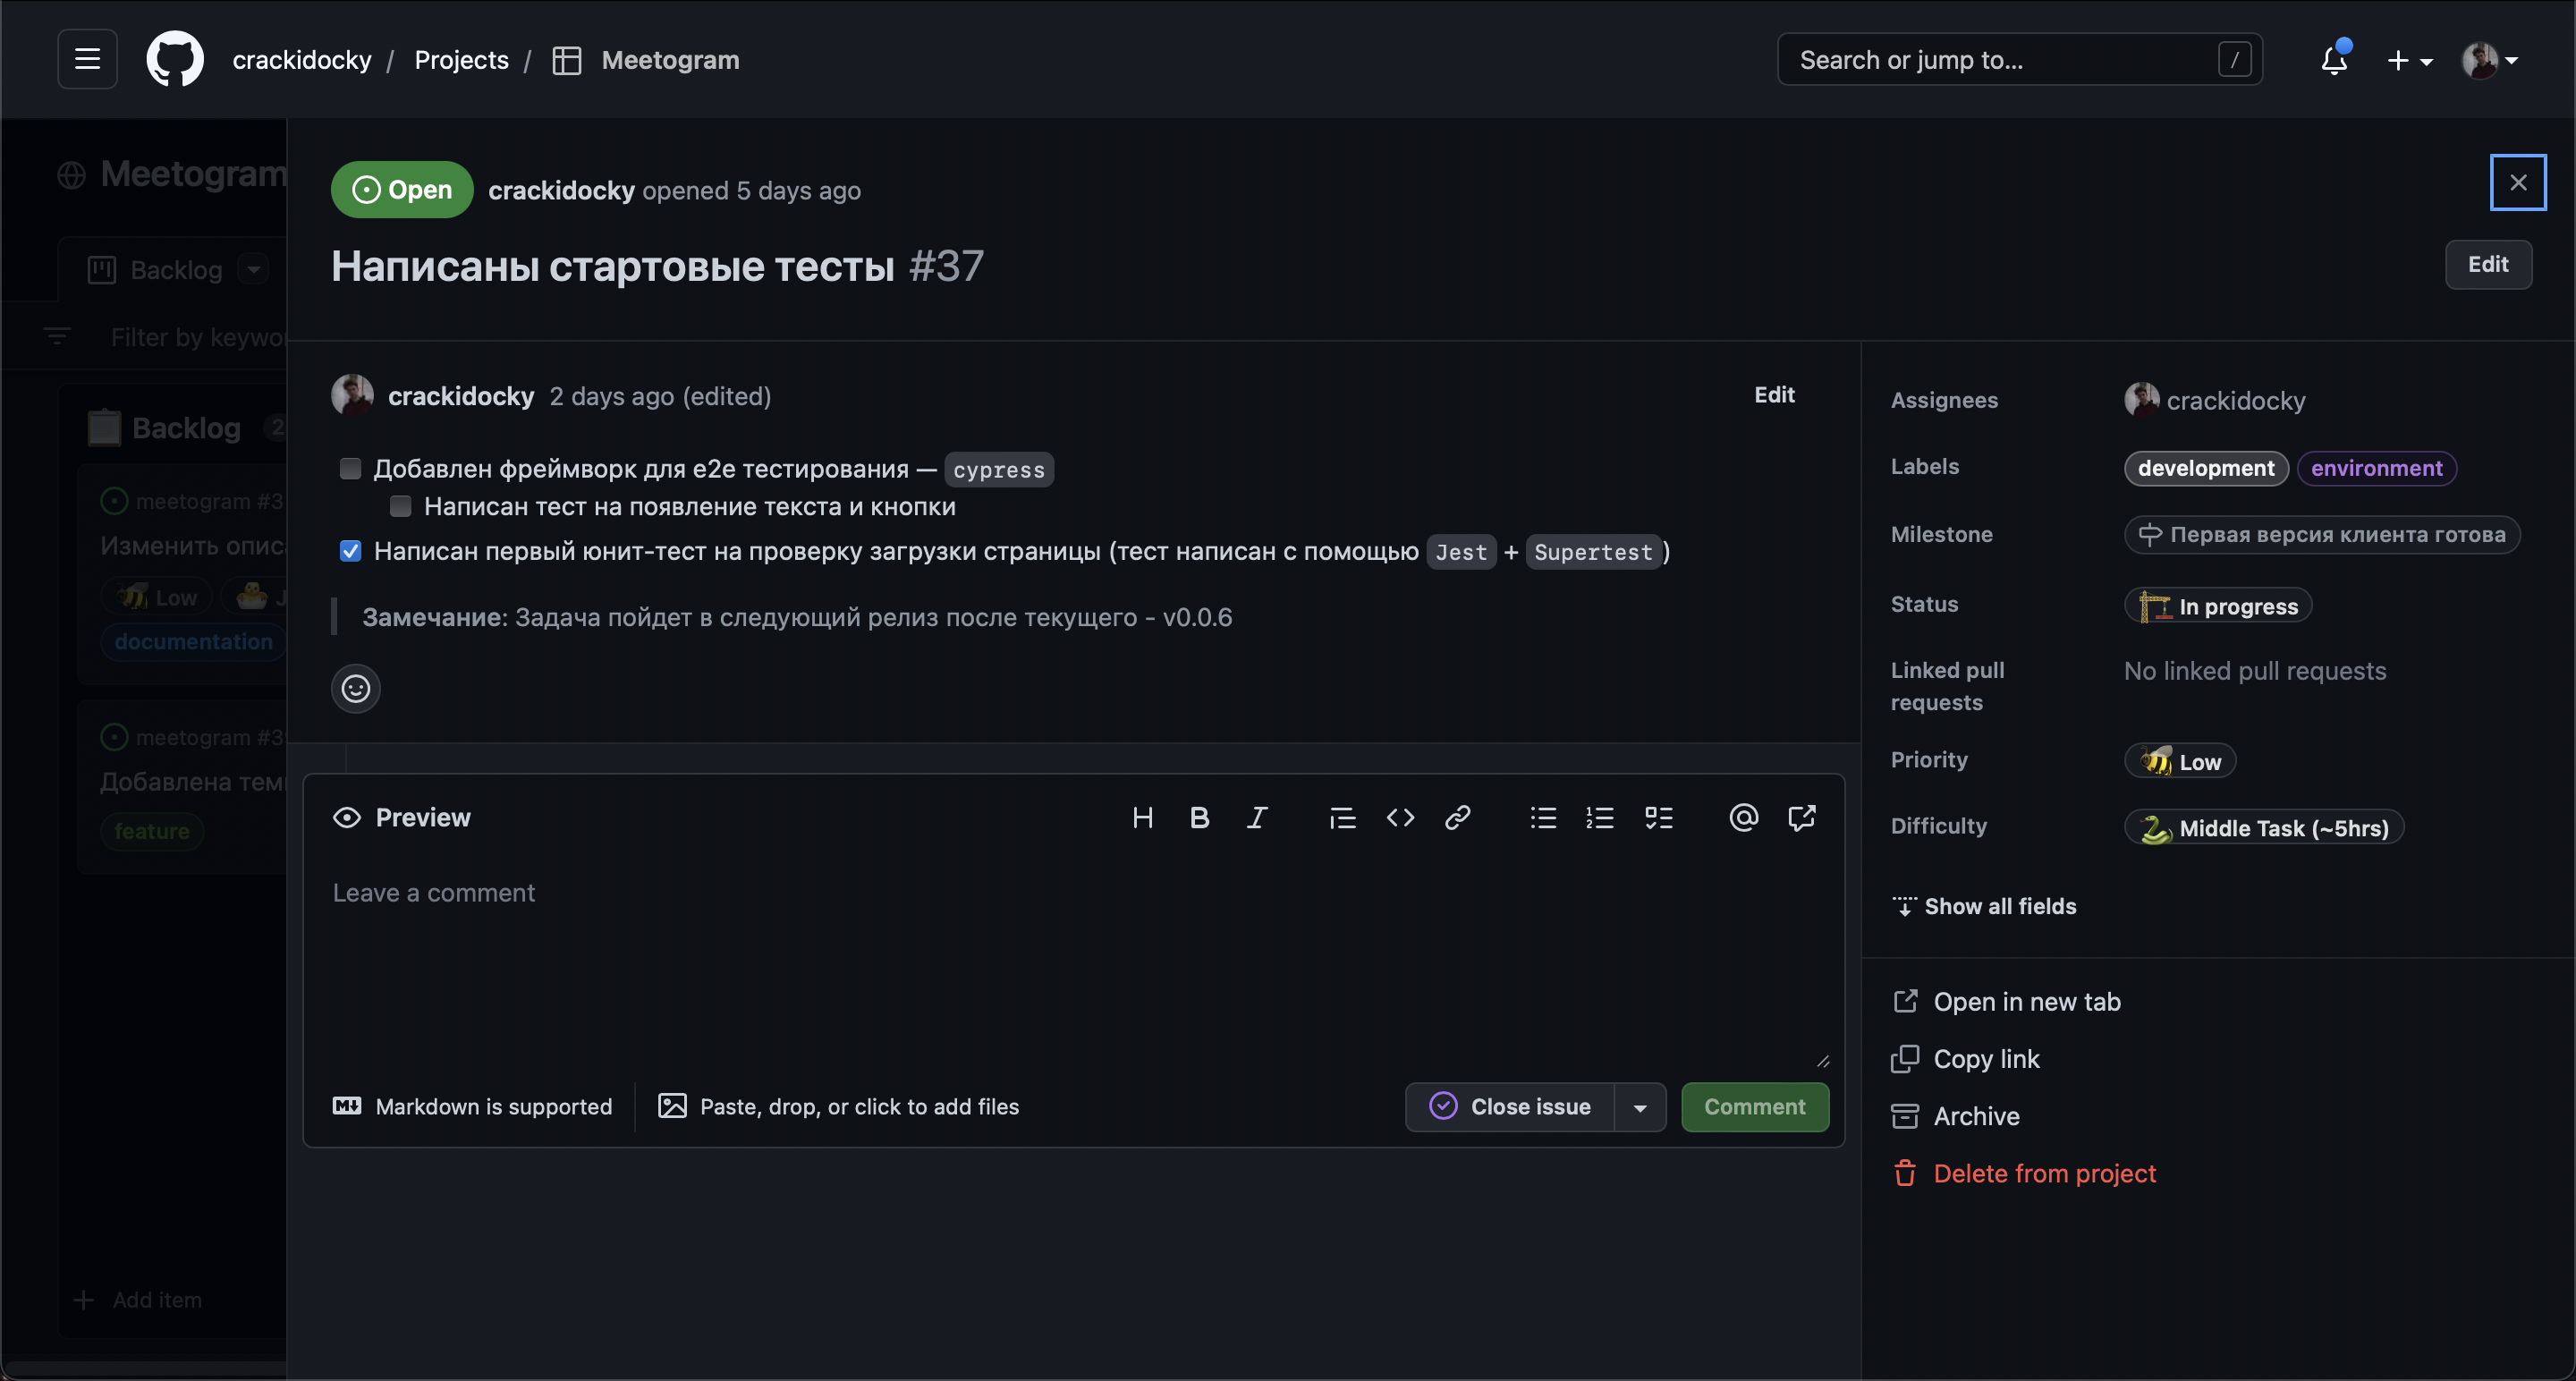 crackidocky / Projects / Meetogram
Search or jump to... /
Meetogram
Backlog
Filter by keywo
Backlog 2
meetogram #3
Изменить опис
Low
documentation
meetogram #3
Добавлена тем
feature
Add item
Open crackidocky opened 5 days ago
Написаны стартовые тесты #37
Edit
crackidocky 2 days ago (edited)
Edit
Добавлен фреймворк для e2e тестирования — cypress
Написан тест на появление текста и кнопки
Написан первый юнит-тест на проверку загрузки страницы (тест написан с помощью Jest + Supertest)
Замечание: Задача пойдет в следующий релиз после текущего - v0.0.6
Preview
Leave a comment
Markdown is supported
Paste, drop, or click to add files
Close issue
Comment
Assignees crackidocky
Labels development environment
Milestone Первая версия клиента готова
Status In progress
Linked pull No linked pull requests
requests
Priority Low
Difficulty Middle Task (~5hrs)
Show all fields
Open in new tab
Copy link
Archive
Delete from project